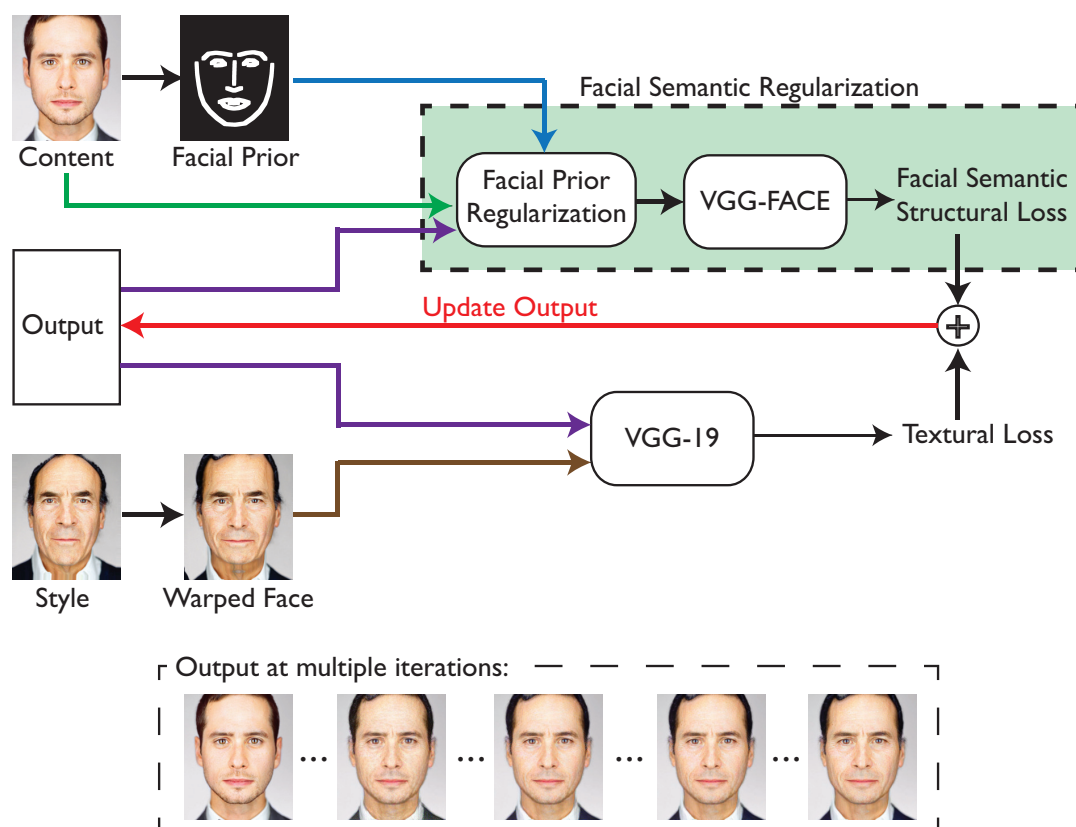 Content
Facial Prior
Facial Semantic Regularization
Facial Prior
Regularization
VGG-FACE
Facial Semantic
Structural Loss
Output
Update Output
VGG-19
Textural Loss
Style
Warped Face
Output at multiple iterations:
... ... ... ...